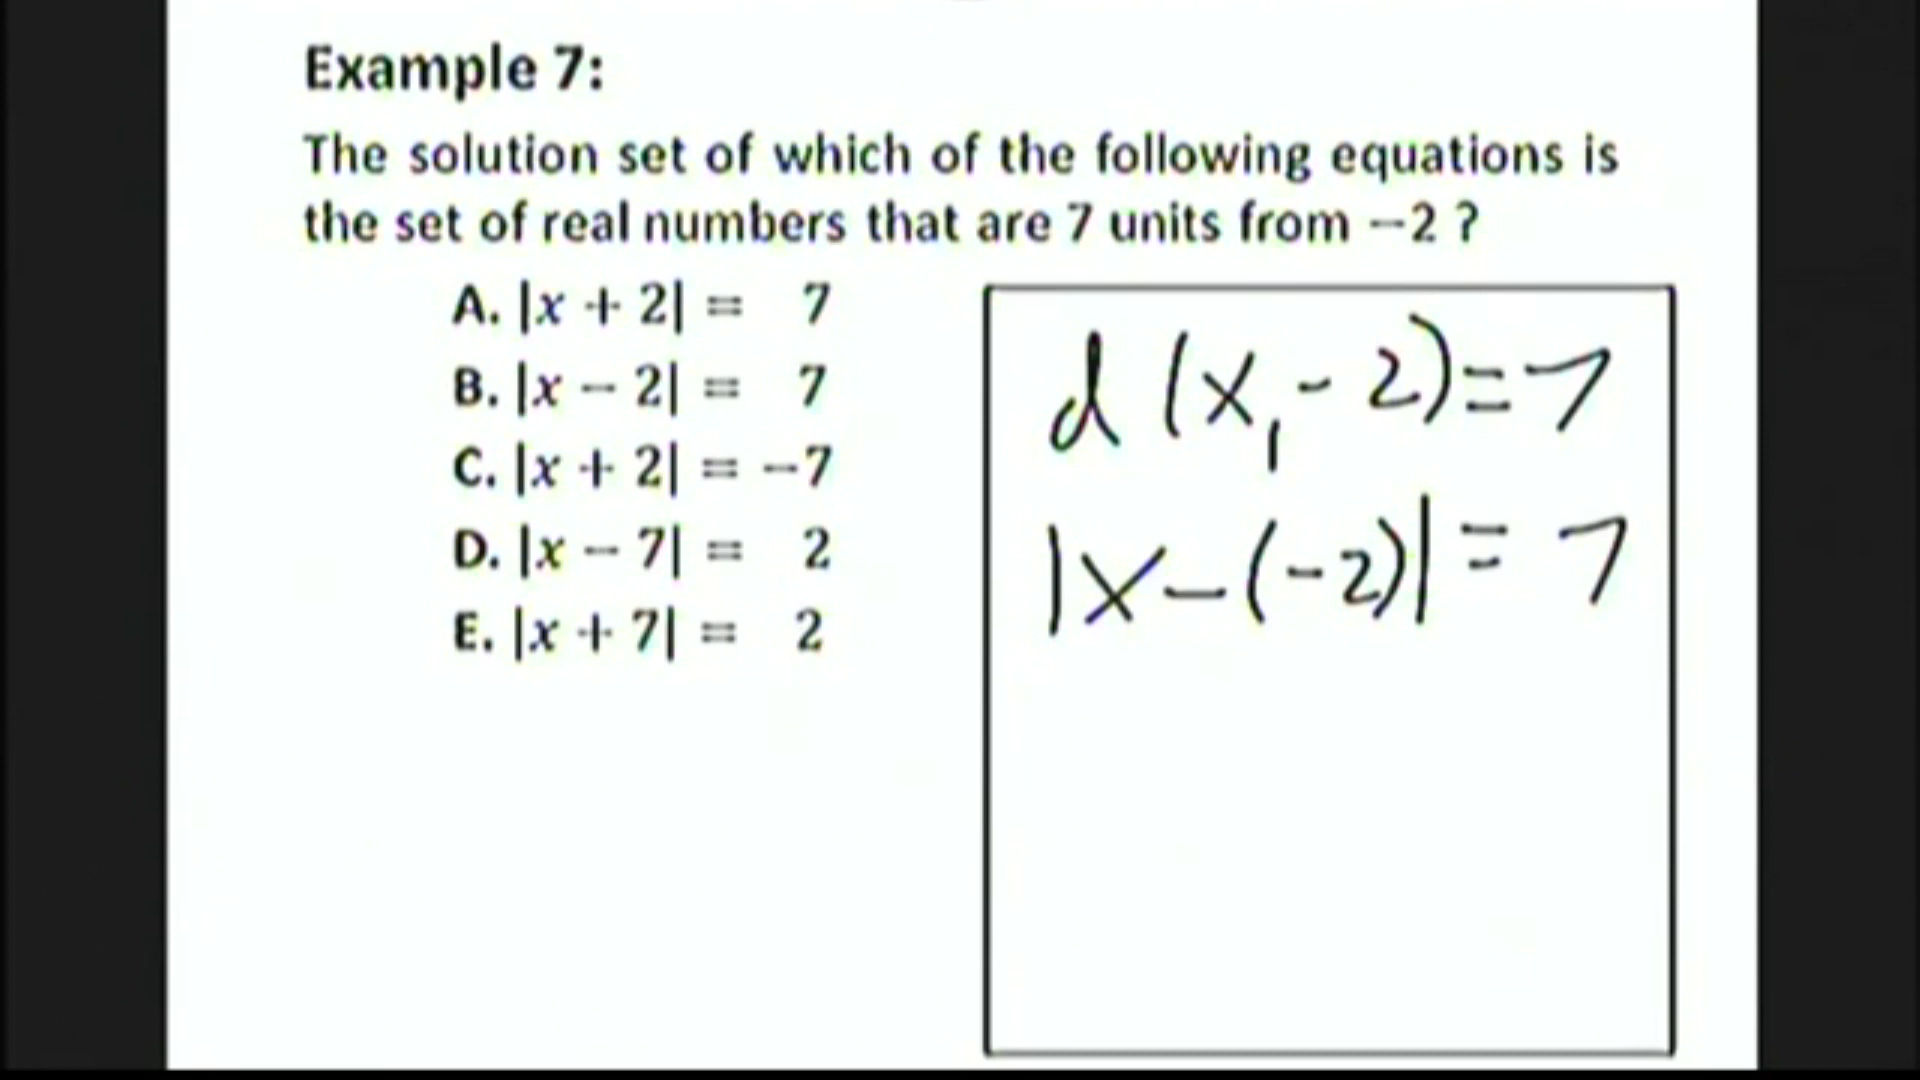 Example 7:
The solution set of which of the following equations is
the set of real numbers that are 7 units from −2 ?
A. |x + 2| = 7
B. |x − 2| = 7
C. |x + 2| = −7
D. |x − 7| = 2
E. |x + 7| = 2
d(x,-2)=7
|x-(-2)|=7